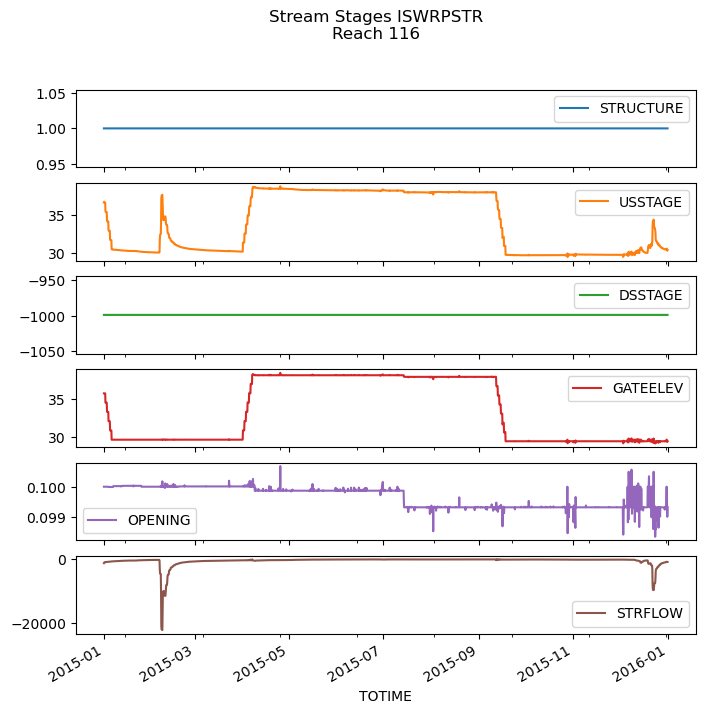 Stream Stages ISWRPSTR
Reach 116
1.05
1.00
0.95
STRUCTURE
35
30
USSTAGE
−950
−1000
−1050
DSSTAGE
35
30
GATEELEV
0.100
0.099
OPENING
0
−20000
STRFLOW
2015-01
2015-03
2015-05
2015-07
2015-09
2015-11
2016-01
TOTIME